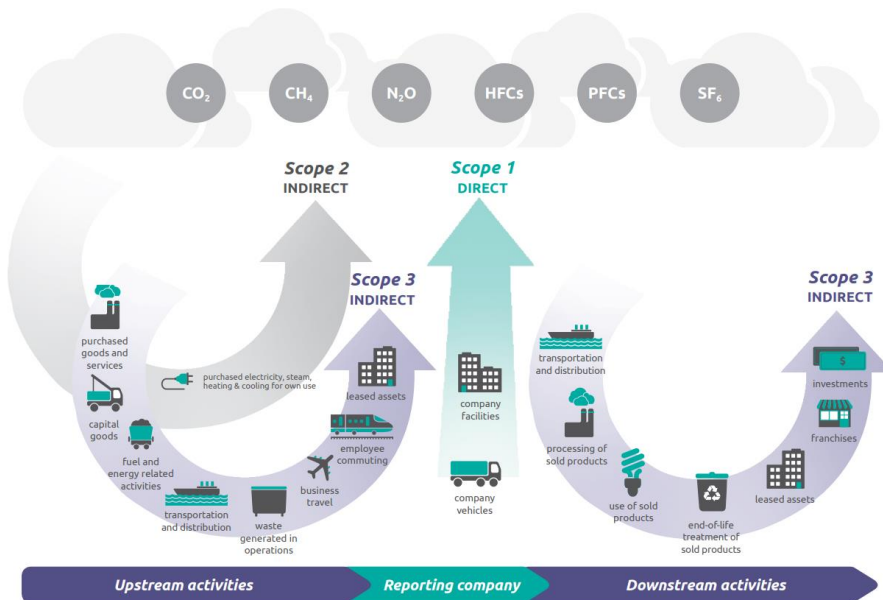 CO₂
CH₄
N₂O
HFCs
PFCs
SF₆
Scope 2
INDIRECT
Scope 1
DIRECT
Scope 3
INDIRECT
Scope 3
INDIRECT
purchased
goods and
services
capital
goods
fuel and
energy related
activities
purchased electricity, steam,
heating & cooling for own use
transportation
and distribution
waste
generated in
operations
business
travel
employee
commuting
leased assets
company
facilities
company
vehicles
transportation
and distribution
processing of
sold products
use of sold
products
end-of-life
treatment of
sold products
leased assets
franchises
$
investments
Upstream activities
Reporting company
Downstream activities